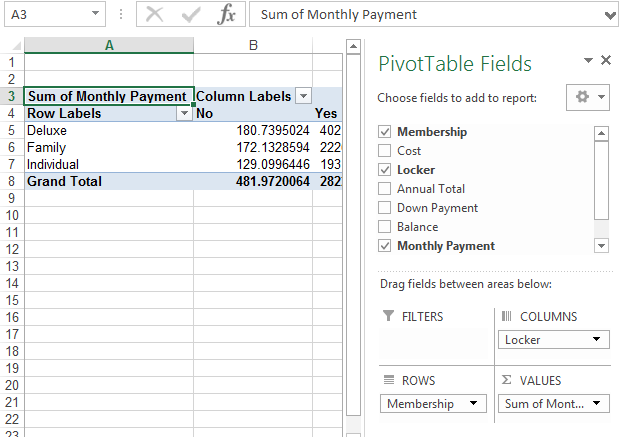 A3 fx Sum of Monthly Payment
A B
1
2
3 Sum of Monthly Payment Column Labels
4 Row Labels No Yes
5 Deluxe 180.7395024 402
6 Family 172.1328594 222
7 Individual 129.0996446 193
8 Grand Total 481.9720064 282
9
10
11
12
13
14
15
16
17
18
19
20
21
22
23
PivotTable Fields
Choose fields to add to report:
Membership
Cost
Locker
Annual Total
Down Payment
Balance
Monthly Payment
Drag fields between areas below:
FILTERS
COLUMNS
Locker
ROWS
Σ VALUES
Membership
Sum of Mont...